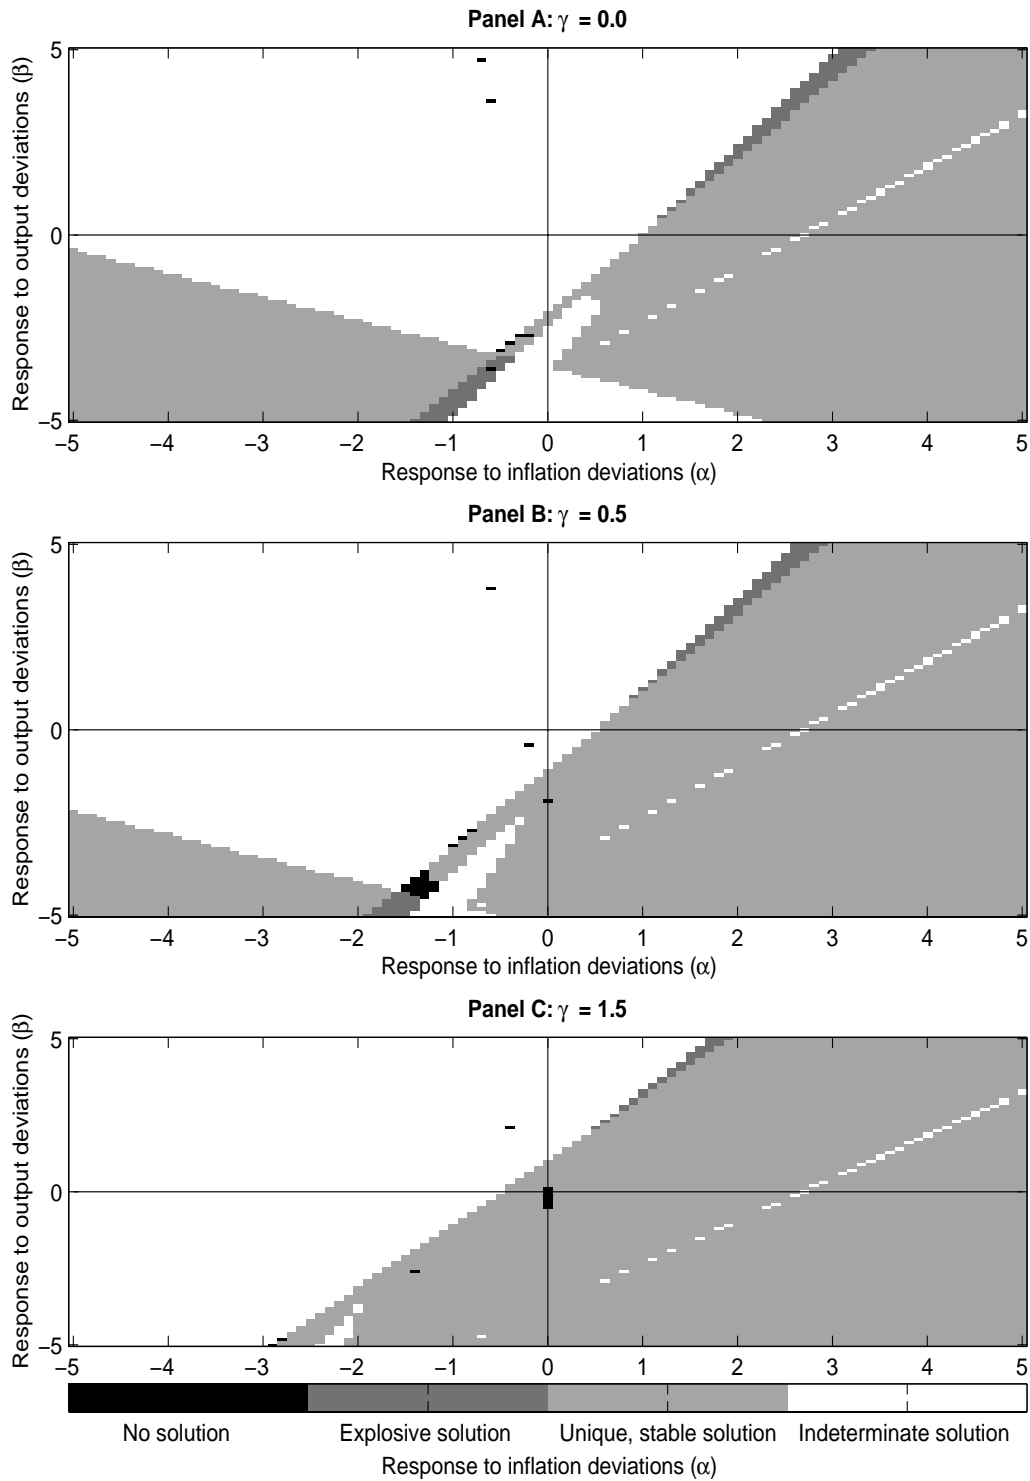 Panel A: γ = 0.0
Response to output deviations (β)
5
0
−5
−5 −4 −3 −2 −1 0 1 2 3 4 5
Response to inflation deviations (α)
Panel B: γ = 0.5
Response to output deviations (β)
5
0
−5
−5 −4 −3 −2 −1 0 1 2 3 4 5
Response to inflation deviations (α)
Panel C: γ = 1.5
Response to output deviations (β)
5
0
−5
−5 −4 −3 −2 −1 0 1 2 3 4 5
No solution Explosive solution Unique, stable solution Indeterminate solution
Response to inflation deviations (α)